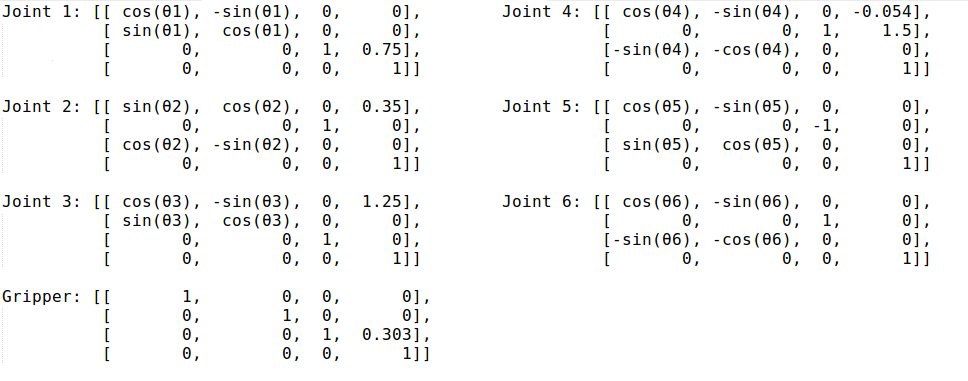 Joint 1: [[ cos(θ1), -sin(θ1), 0, 0],
[ sin(θ1), cos(θ1), 0, 0],
[ 0, 0, 1, 0.75],
[ 0, 0, 0, 1]]
Joint 2: [[ sin(θ2), cos(θ2), 0, 0.35],
[ 0, 0, 1, 0],
[ cos(θ2), -sin(θ2), 0, 0],
[ 0, 0, 0, 1]]
Joint 3: [[ cos(θ3), -sin(θ3), 0, 1.25],
[ sin(θ3), cos(θ3), 0, 0],
[ 0, 0, 1, 0],
[ 0, 0, 0, 1]]
Gripper: [[ 1, 0, 0, 0],
[ 0, 1, 0, 0],
[ 0, 0, 1, 0.303],
[ 0, 0, 0, 1]]
Joint 4: [[ cos(θ4), -sin(θ4), 0, -0.054],
[ 0, 0, 1, 1.5],
[-sin(θ4), -cos(θ4), 0, 0],
[ 0, 0, 0, 1]]
Joint 5: [[ cos(θ5), -sin(θ5), 0, 0],
[ 0, 0, -1, 0],
[ sin(θ5), cos(θ5), 0, 0],
[ 0, 0, 0, 1]]
Joint 6: [[ cos(θ6), -sin(θ6), 0, 0],
[ 0, 0, 1, 0],
[-sin(θ6), -cos(θ6), 0, 0],
[ 0, 0, 0, 1]]